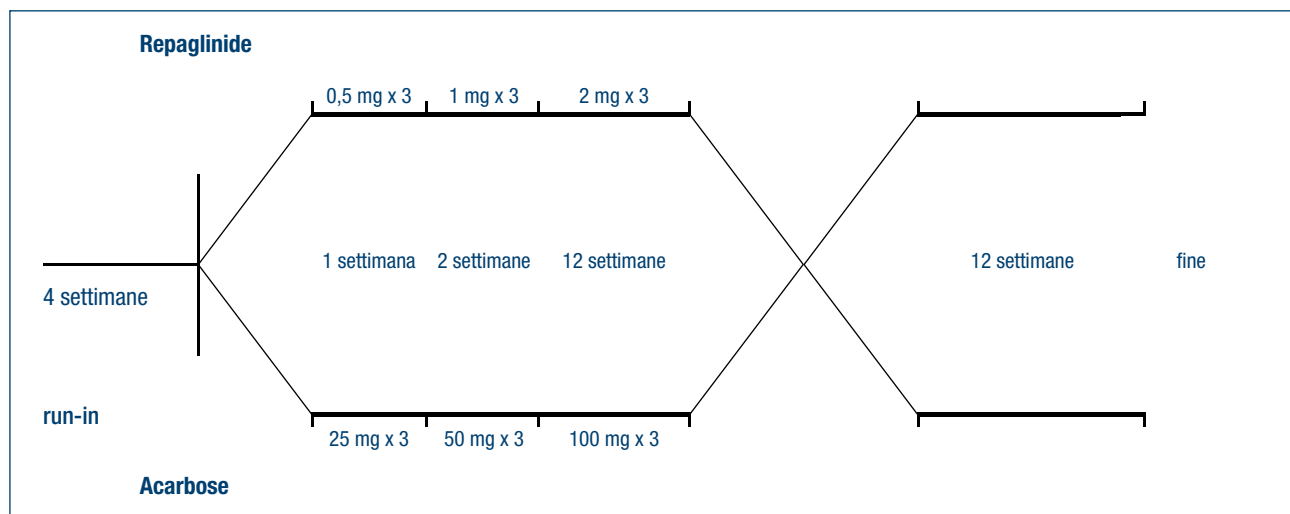 Repaglinide
0,5 mg x 3 1 mg x 3 2 mg x 3
1 settimana 2 settimane 12 settimane 12 settimane fine
4 settimane
run-in
25 mg x 3 50 mg x 3 100 mg x 3
Acarbose